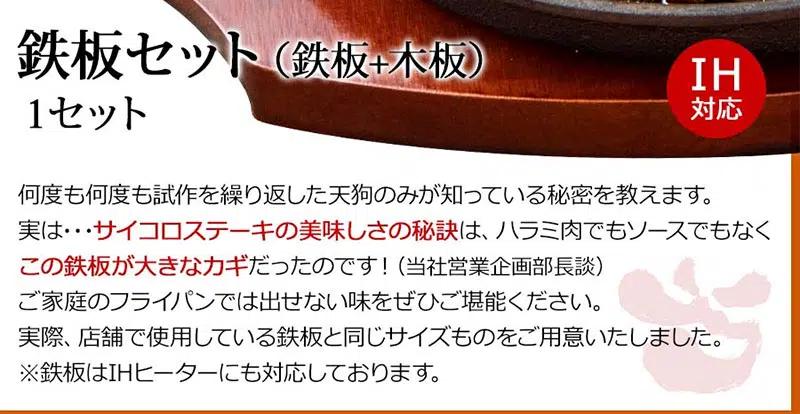 鉄板セット（鉄板+木板）
1セット
IH
対応
何度も何度も試作を繰り返した天狗のみが知っている秘密を教えます。
実は･･･サイコロステーキの美味しさの秘訣は、ハラミ肉でもソースでもなく
この鉄板が大きなカギだったのです！（当社営業企画部長談）
ご家庭のフライパンでは出せない味をぜひご堪能ください。
実際、店舗で使用している鉄板と同じサイズものをご用意いたしました。
※鉄板はIHヒーターにも対応しております。